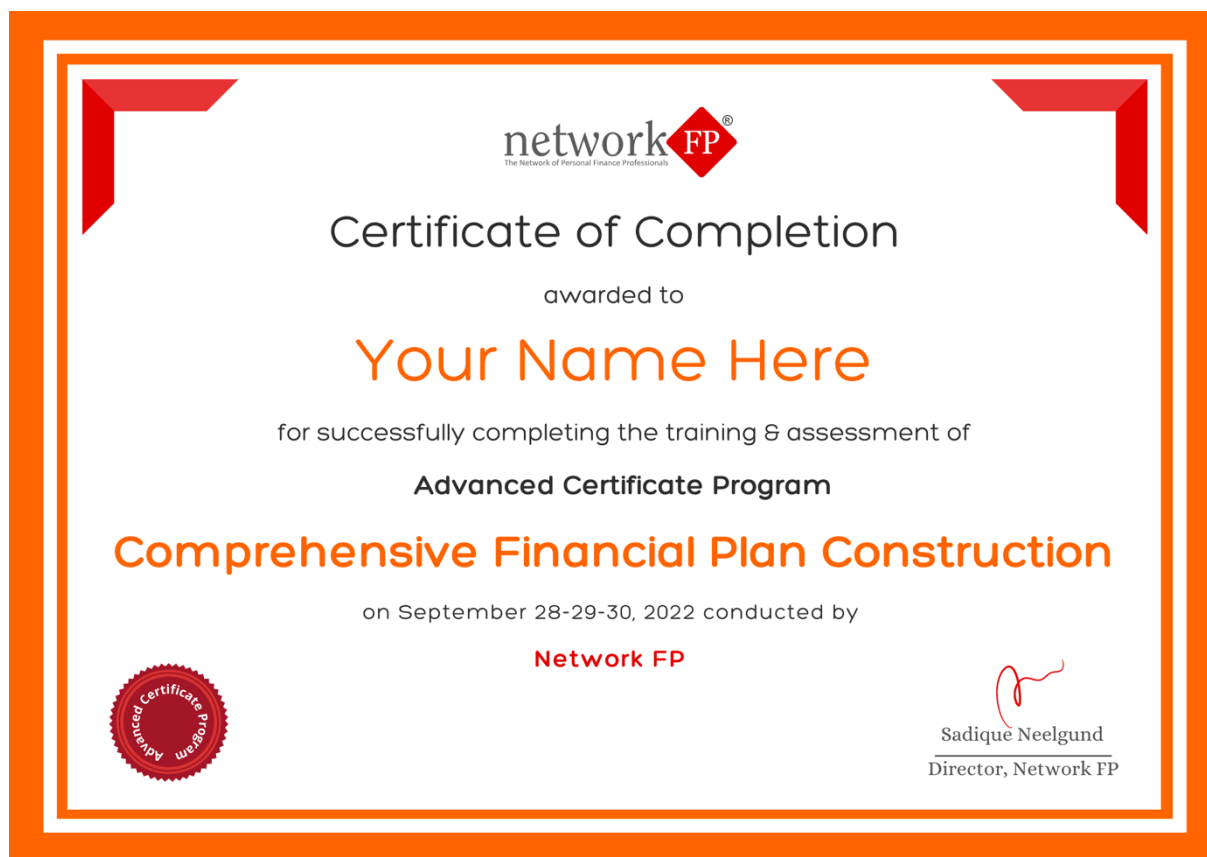 network FP®
The Network of Personal Finance Professionals
Certificate of Completion
awarded to
Your Name Here
for successfully completing the training & assessment of
Advanced Certificate Program
Comprehensive Financial Plan Construction
on September 28-29-30, 2022 conducted by
Network FP
Advanced Certificate Program
Sadique Neelgund
Director, Network FP